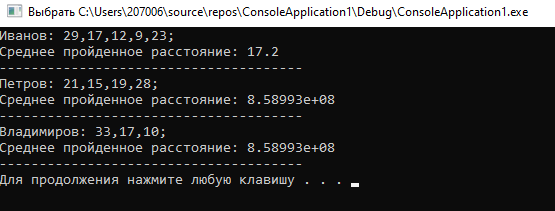 Выбрать C:\Users\207006\source\repos\ConsoleApplication1\Debug\ConsoleApplication1.exe
Иванов: 29,17,12,9,23;
Среднее пройденное расстояние: 17.2
--------------------------------------
Петров: 21,15,19,28;
Среднее пройденное расстояние: 8.58993e+08
--------------------------------------
Владимиров: 33,17,10;
Среднее пройденное расстояние: 8.58993e+08
--------------------------------------
Для продолжения нажмите любую клавишу . . .